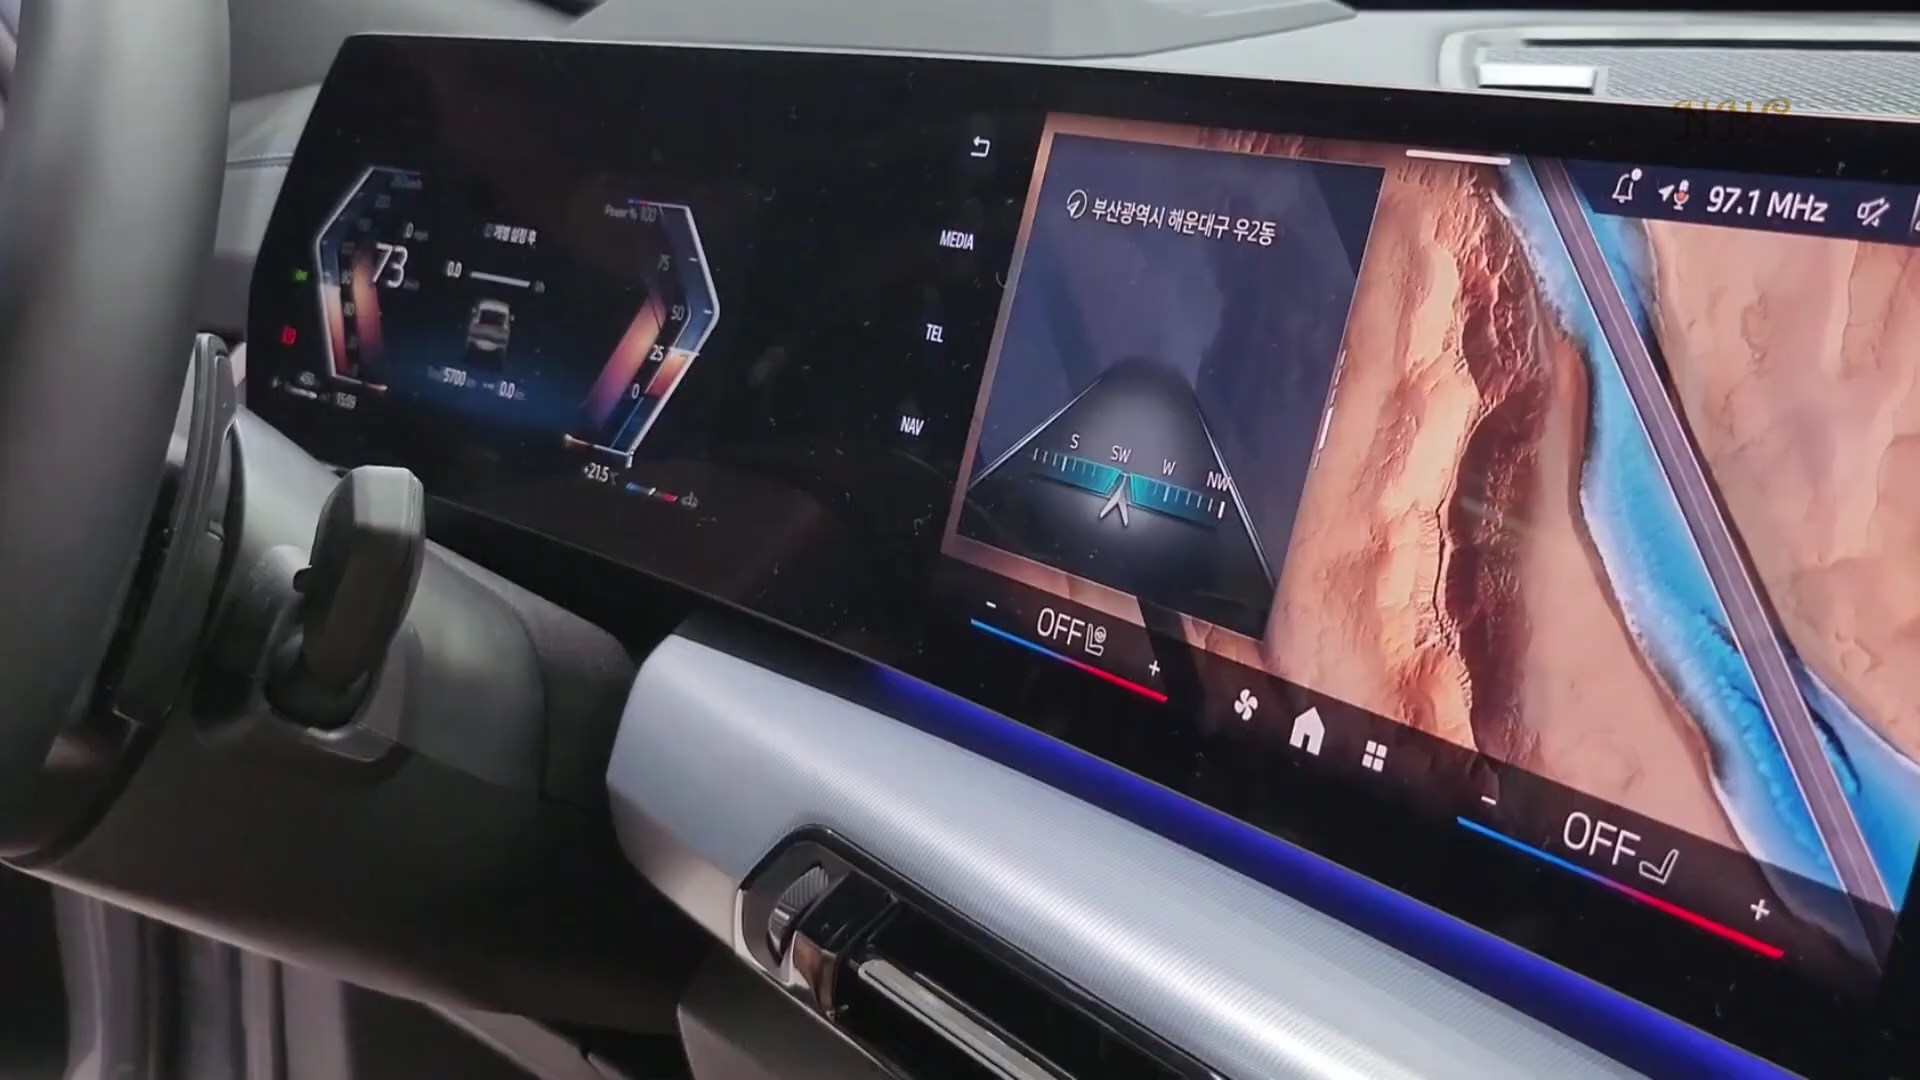 97.1 MHz
부산광역시 해운대구 우2동
MEDIA
TEL
NAV
S
SW
W
NW
- OFF +
- OFF +
Power % 100
75
50
25
0
73
0.0
5700
0.0
+21.5